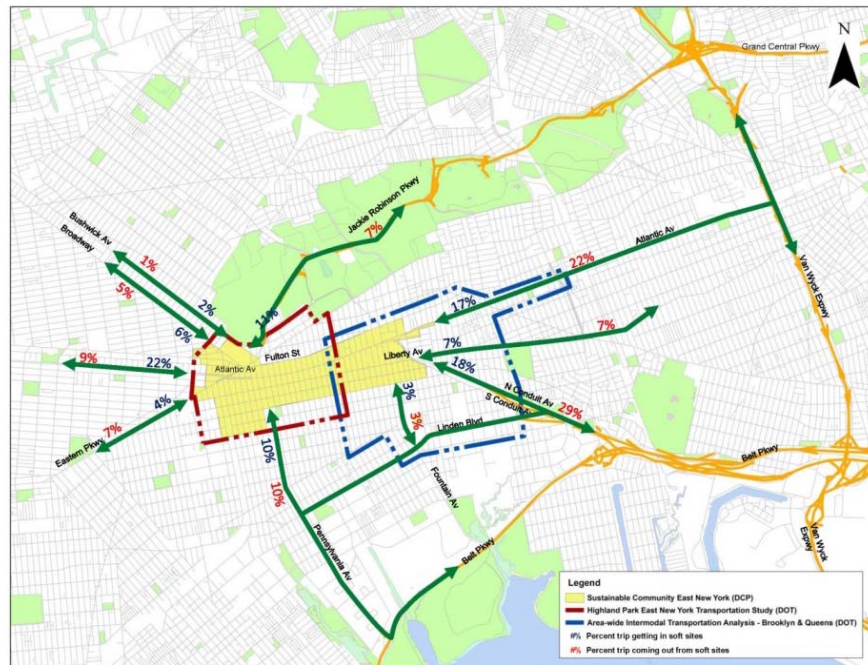 N
Grand Central Pkwy
Jackie Robinson Pkwy
7%
Bushwick Av
Broadway
1%
5%
2%
6%
11%
Atlantic Av
22%
17%
Van Wyck Expwy
Fulton St
Atlantic Av
Liberty Av
7%
7%
9%
22%
18%
4%
7%
Eastern Pkwy
3%
3%
N Conduit Av
S Conduit Av
29%
Linden Blvd
10%
10%
Fountain Av
Belt Pkwy
Pennsylvania Av
Belt Pkwy
Van Wyck
Expwy
Legend
Sustainable Community East New York (DCP)
Highland Park East New York Transportation Study (DOT)
Area-wide Intermodal Transportation Analysis - Brooklyn & Queens (DOT)
#% Percent trip getting in soft sites
#% Percent trip coming out from soft sites